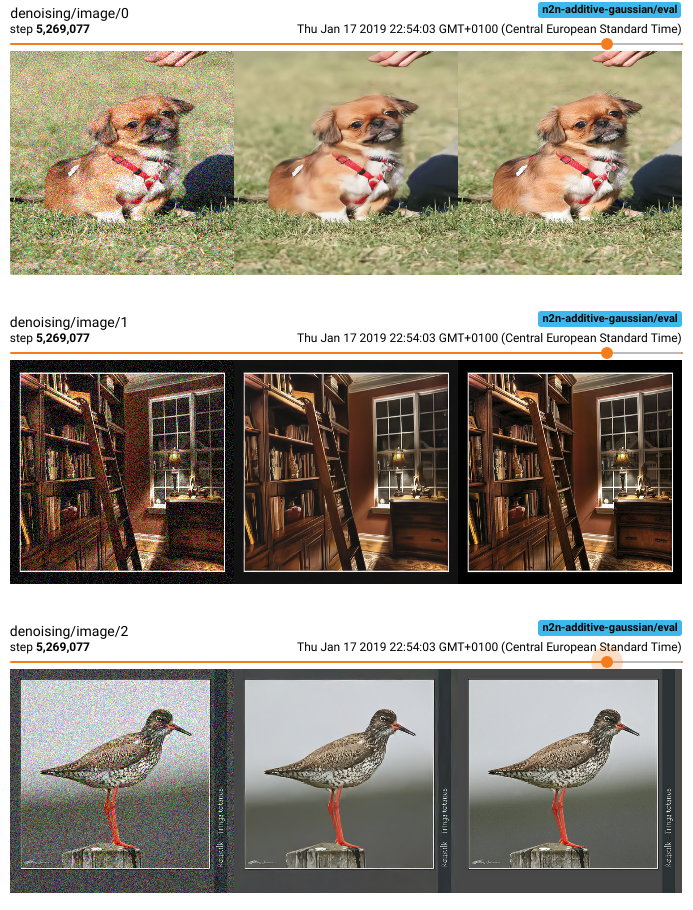 denoising/image/0
n2n-additive-gaussian/eval
step 5,269,077
Thu Jan 17 2019 22:54:03 GMT+0100 (Central European Standard Time)
denoising/image/1
n2n-additive-gaussian/eval
step 5,269,077
Thu Jan 17 2019 22:54:03 GMT+0100 (Central European Standard Time)
denoising/image/2
n2n-additive-gaussian/eval
step 5,269,077
Thu Jan 17 2019 22:54:03 GMT+0100 (Central European Standard Time)